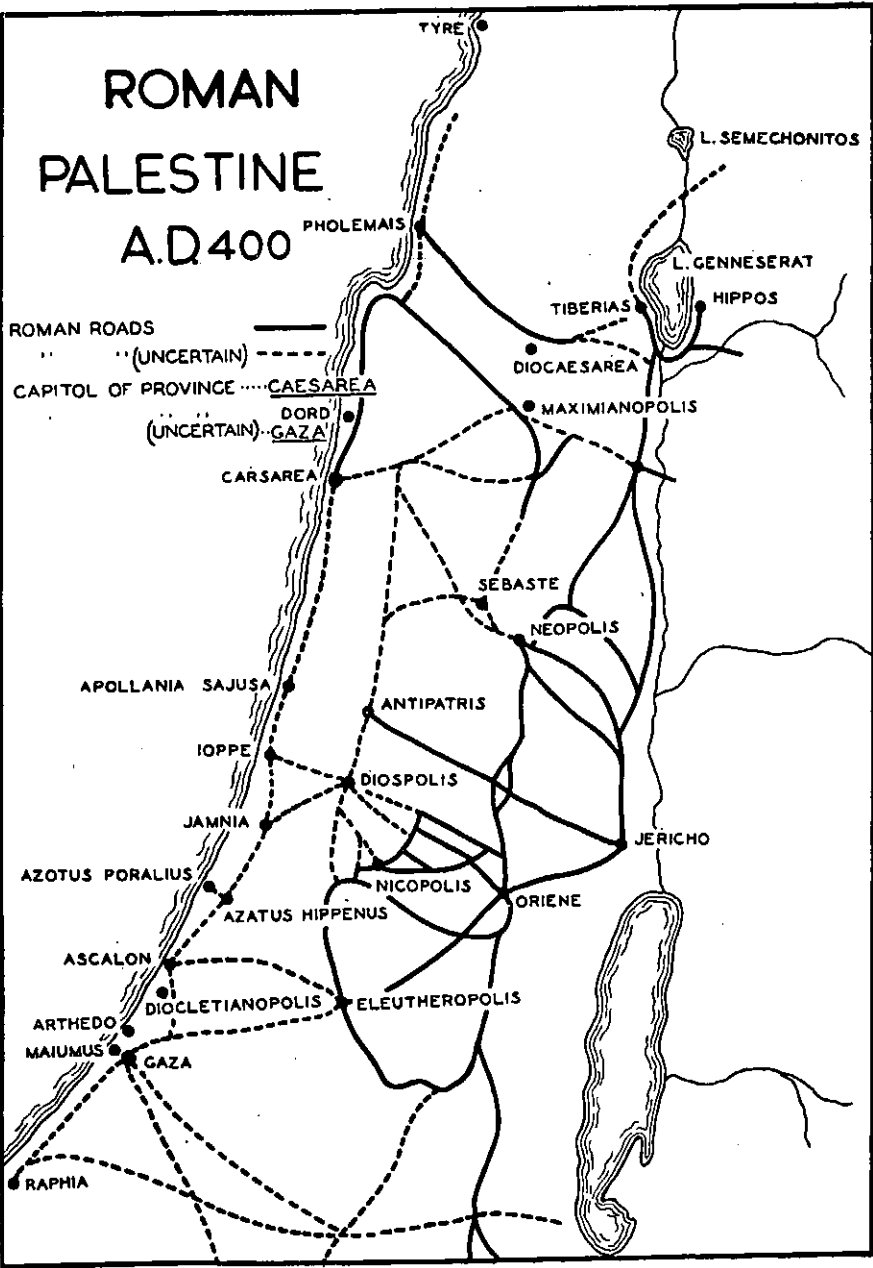 TYRE
ROMAN
PALESTINE
A.D.400
L. SEMECHONITOS
PHOLEMAIS
L. GENNESERAT
TIBERIAS
HIPPOS
ROMAN ROADS
" " (UNCERTAIN)
DIOCAESAREA
CAPITOL OF PROVINCE ····· CAESAREA
MAXIMIANOPOLIS
DORD
" " (UNCERTAIN)·· GAZA
CARSAREA
SEBASTE
NEOPOLIS
APOLLANIA SAJUSA
ANTIPATRIS
IOPPE
DIOSPOLIS
JAMNIA
JERICHO
AZOTUS PORALIUS
NICOPOLIS
ORIENE
AZATUS HIPPENUS
ASCALON
DIOCLETIANOPOLIS
ELEUTHEROPOLIS
ARTHEDO
MAIUMUS
GAZA
RAPHIA